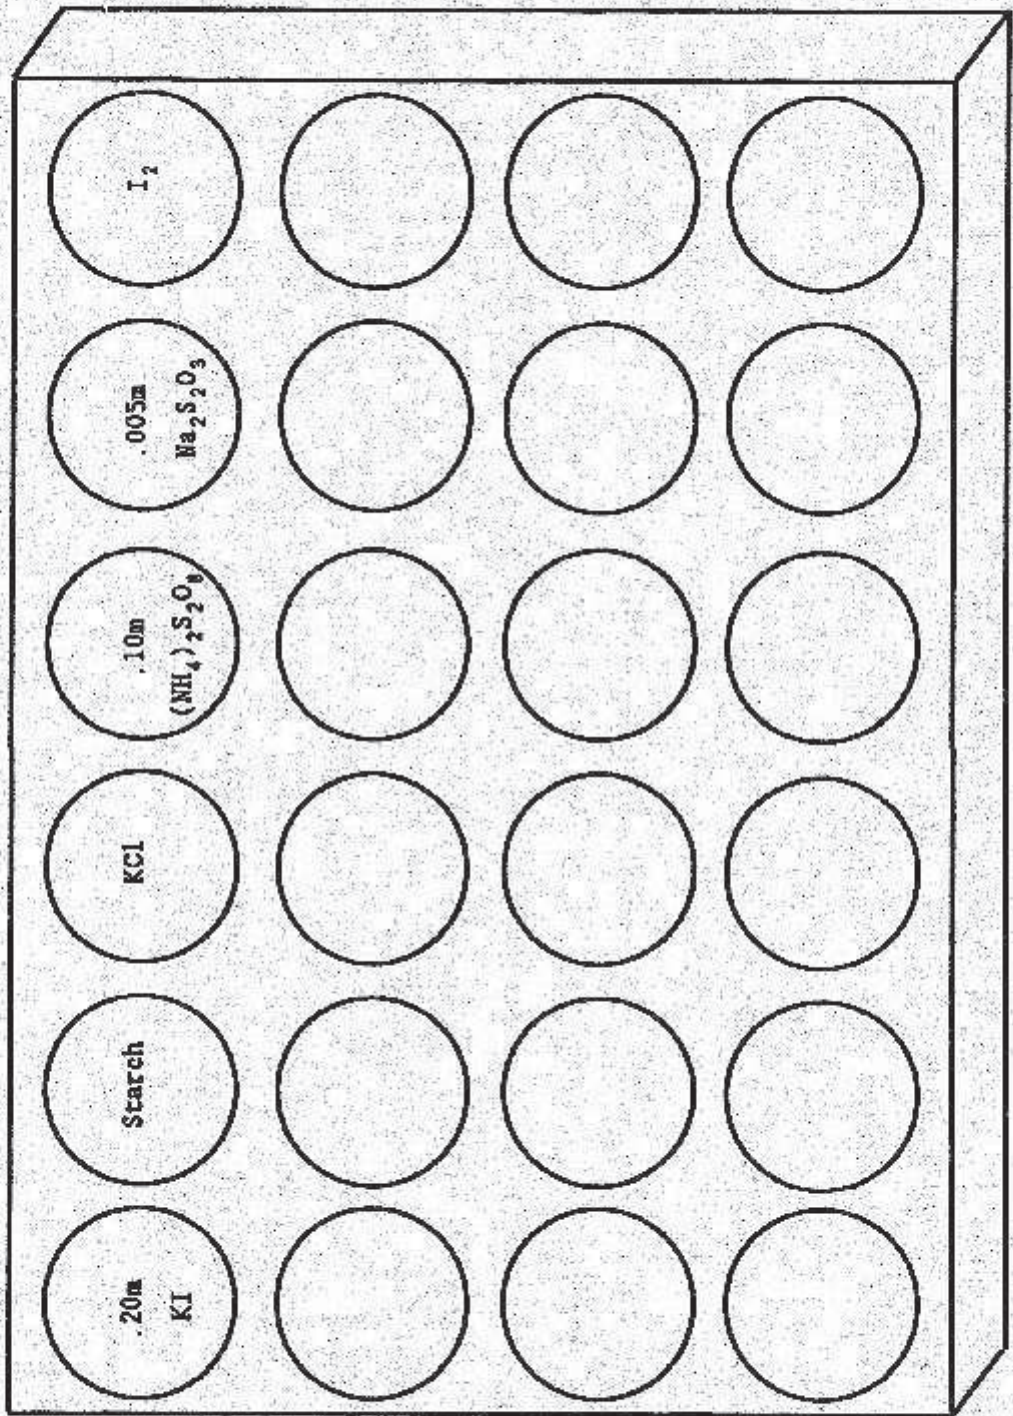 .20m
KI
Starch
KCl
.10m
(NH₄)₂S₂O₈
.005m
Na₂S₂O₃
I₂